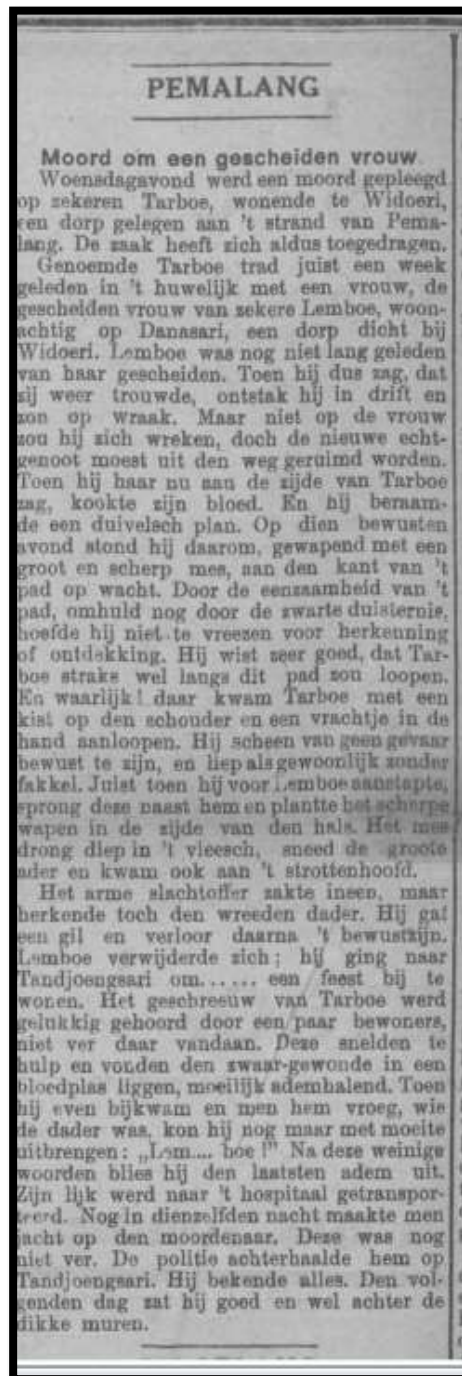 PEMALANG
Moord om een gescheiden vrouw.
Woensdagavond werd een moord gepleegd
op zekeren Tarboe, wonende te Widoeri,
een dorp gelegen aan 't strand van Pema-
lang. De zaak heeft zich aldus toegedragen.
Genoemde Tarboe trad juist een week
geleden in 't huwelijk met een vrouw, de
gescheiden vrouw van zekere Lemboe, woon-
achtig op Danasari, een dorp dicht bij
Widoeri. Lemboe was nog niet lang geleden
van haar gescheiden. Toen hij dus zag, dat
zij weer trouwde, ontstak hij in drift en
zon op wraak. Maar niet op de vrouw
zou hij zich wreken, doch de nieuwe echt-
genoot moest uit den weg geruimd worden.
Toen hij haar nu aan de zijde van Tarboe
zag, kookte zijn bloed. En hij beraam-
de een duivelsch plan. Op dien bewusten
avond stond hij daarom, gewapend met een
groot en scherp mes, aan den kant van 't
pad op wacht. Door de eenzaamheid van 't
pad, omhuld nog door de zwarte duisternis,
hoefde hij niet te vreezen voor herkenning
of ontdekking. Hij wist zeer goed, dat Tar-
boe straks wel langs dit pad zou loopen.
En waarlijk! daar kwam Tarboe met een
kist op den schouder en een vrachtje in de
hand aanloopen. Hij scheen van geen gevaar
bewust te zijn, en liep als gewoonlijk zonder
fakkel. Juist toen hij voor Lemboe aanstapte,
sprong deze naast hem en plantte het scherpe
wapen in de zijde van den hals. Het mes
drong diep in 't vleesch, sneed de groote
ader en kwam ook aan 't strottenhoofd.
Het arme slachtoffer zakte ineen, maar
herkende toch den wreeden dader. Hij gaf
een gil en verloor daarna 't bewustzijn.
Lemboe verwijderde zich; hij ging naar
Tandjoengsari om...... een feest bij te
wonen. Het geschreeuw van Tarboe werd
gelukkig gehoord door een paar bewoners,
niet ver daar vandaan. Deze snelden te
hulp en vonden den zwaar-gewonde in een
bloedplas liggen, moeilijk ademhalend. Toen
hij even bijkwam en men hem vroeg, wie
de dader was, kon hij nog maar met moeite
uitbrengen: „Lem.... boe!" Na deze weinige
woorden blies hij den laatsten adem uit.
Zijn lijk werd naar 't hospitaal getranspor-
teerd. Nog in dienzelfden nacht maakte men
jacht op den moordenaar. Deze was nog
niet ver. De politie achterhaalde hem op
Tandjoengsari. Hij bekende alles. Den vol-
genden dag zat hij goed en wel achter de
dikke muren.